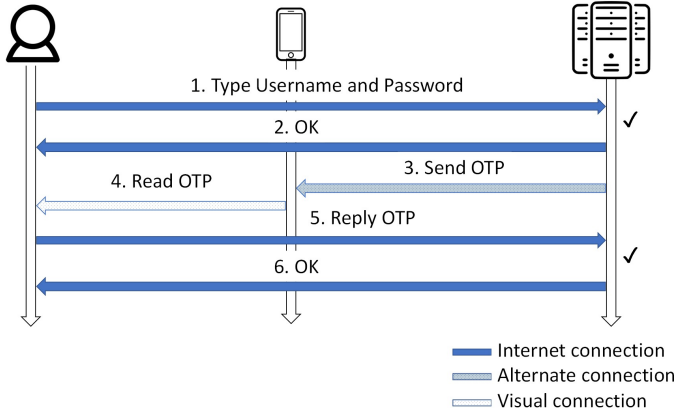 1. Type Username and Password
2. OK
3. Send OTP
4. Read OTP
5. Reply OTP
6. OK
Internet connection
Alternate connection
Visual connection